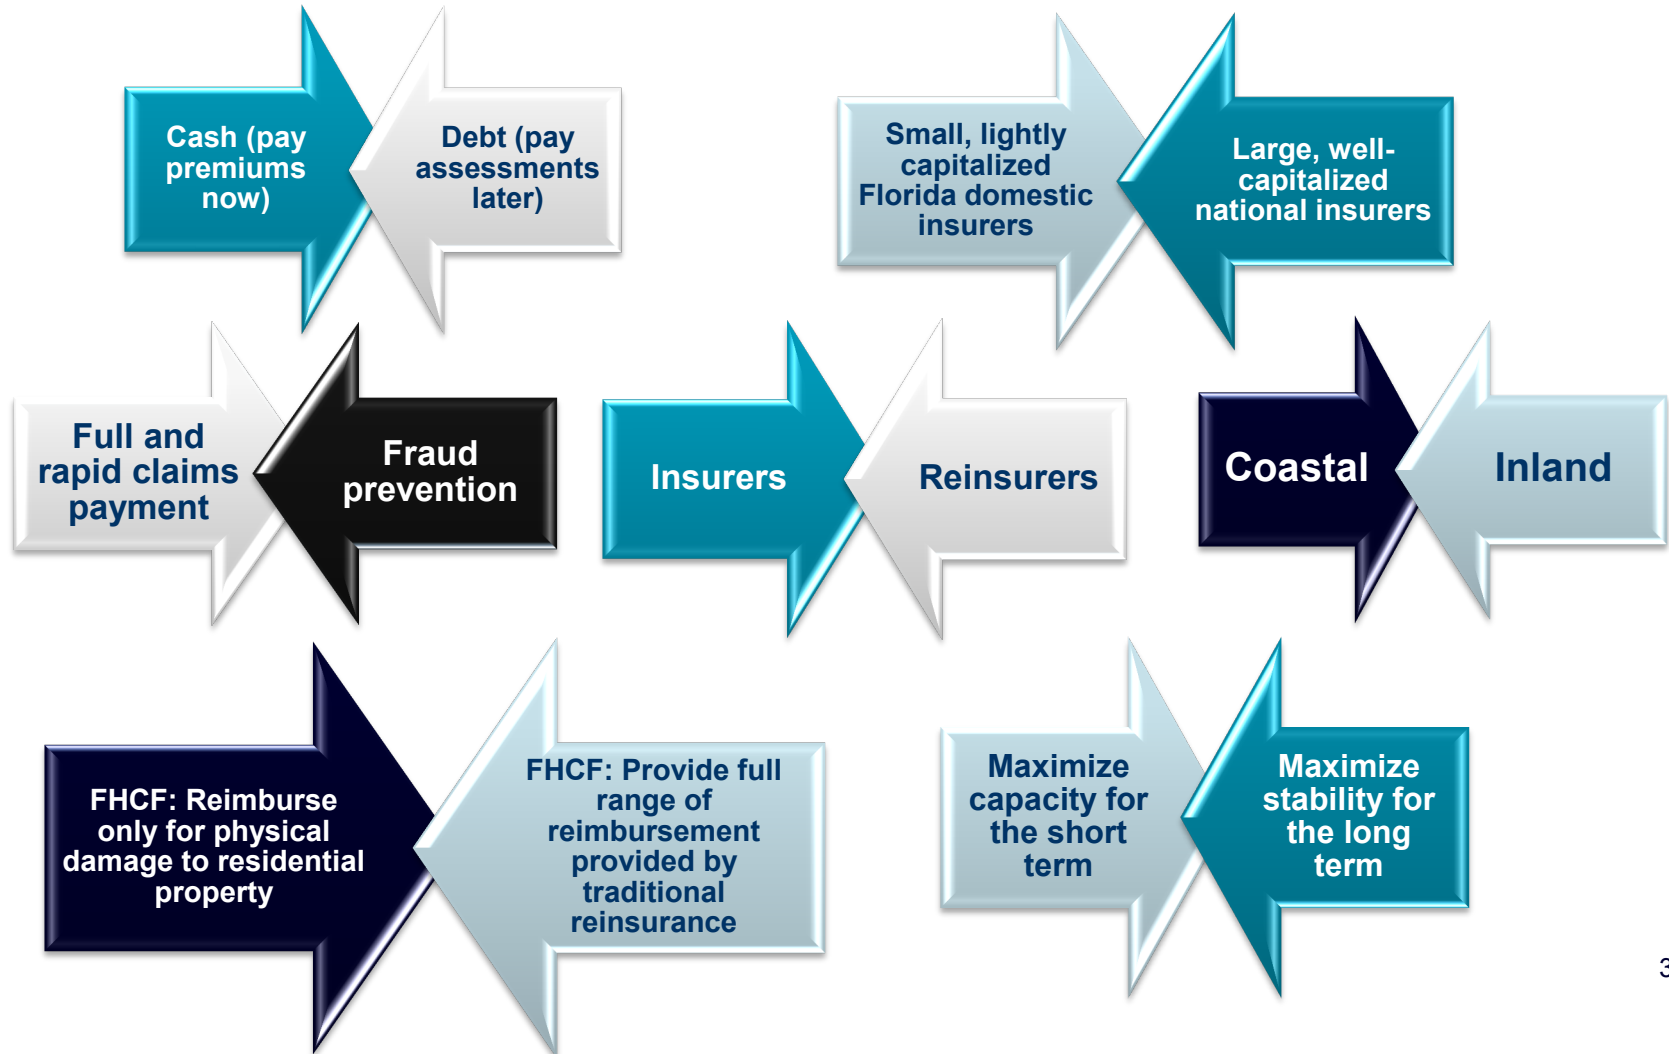 Cash (pay
premiums
now)
Debt (pay
assessments
later)
Small, lightly
capitalized
Florida domestic
insurers
Large, well-
capitalized
national insurers
Full and
rapid claims
payment
Fraud
prevention
Insurers
Reinsurers
Coastal
Inland
FHCF: Reimburse
only for physical
damage to residential
property
FHCF: Provide full
range of
reimbursement
provided by
traditional
reinsurance
Maximize
capacity for
the short
term
Maximize
stability for
the long
term
3